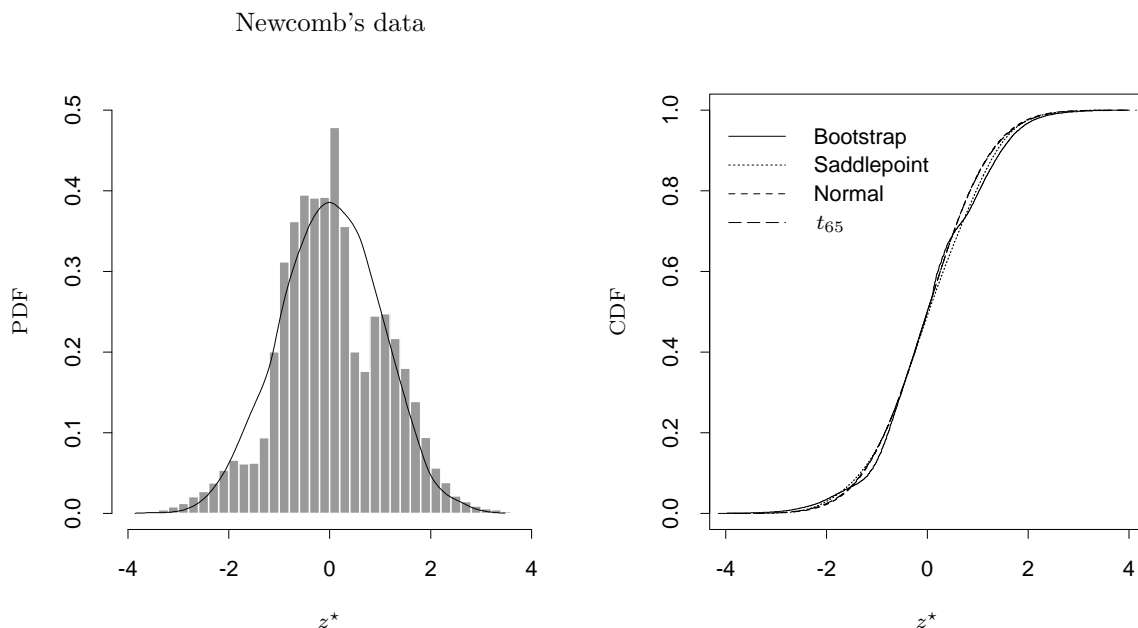 Newcomb's data
PDF
0.0 0.1 0.2 0.3 0.4 0.5
-4 -2 0 2 4
z⋆
CDF
0.0 0.2 0.4 0.6 0.8 1.0
Bootstrap
Saddlepoint
Normal
t65
-4 -2 0 2 4
z⋆